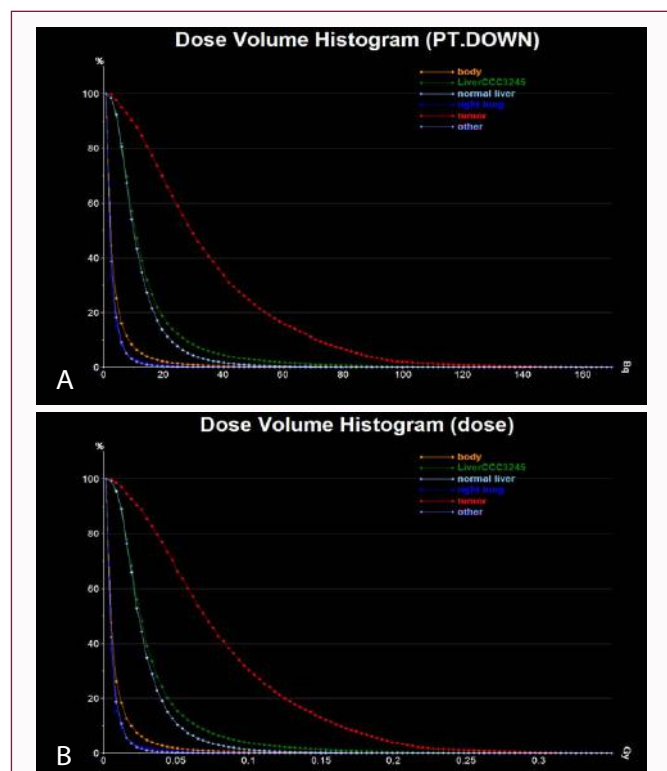 Dose Volume Histogram (PT.DOWN)
%
body
LiverCCC3245
normal liver
right lung
tumor
other
100
80
60
40
20
0
0 20 40 60 80 100 120 140 160
Bq
A
Dose Volume Histogram (dose)
%
body
LiverCCC3245
normal liver
right lung
tumor
other
100
80
60
40
20
0
0 0.05 0.1 0.15 0.2 0.25 0.3
Gy
B